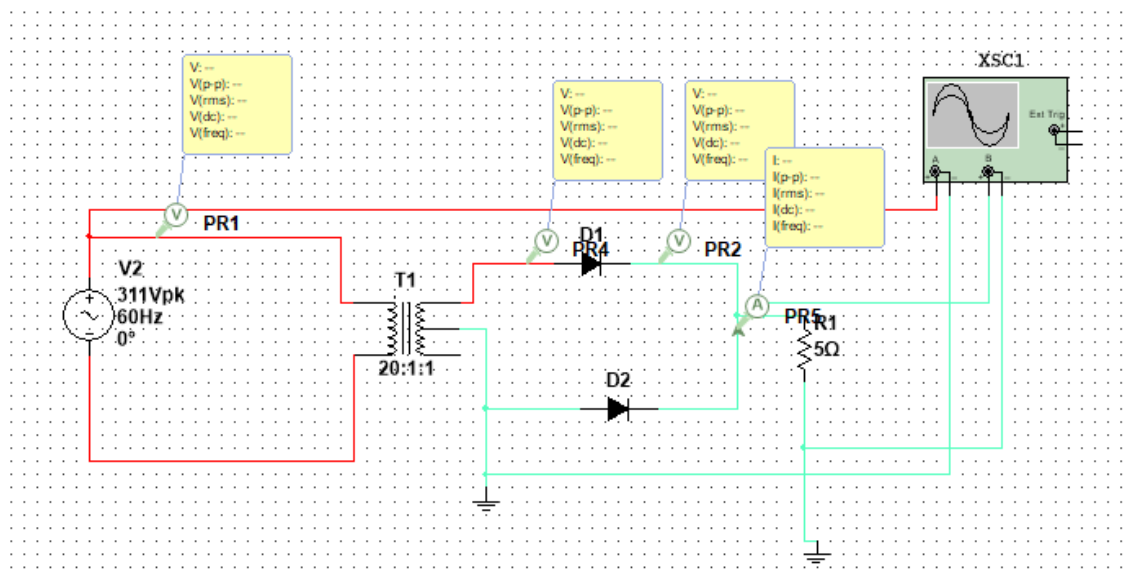 XSC1
V: --
V(p-p): --
V(rms): --
V(dc): --
V(freq): --
V: --
V(p-p): --
V(rms): --
V(dc): --
V(freq): --
V: --
V(p-p): --
V(rms): --
V(dc): --
V(freq): --
Ext Trig
+
_
A
B
+
_
+
_
I: --
I(p-p): --
I(rms): --
I(dc): --
I(freq): --
V
PR1
V
D1
PR4
V
PR2
V2
311Vpk
60Hz
0°
T1
20:1:1
A
PR5
R1
5Ω
D2